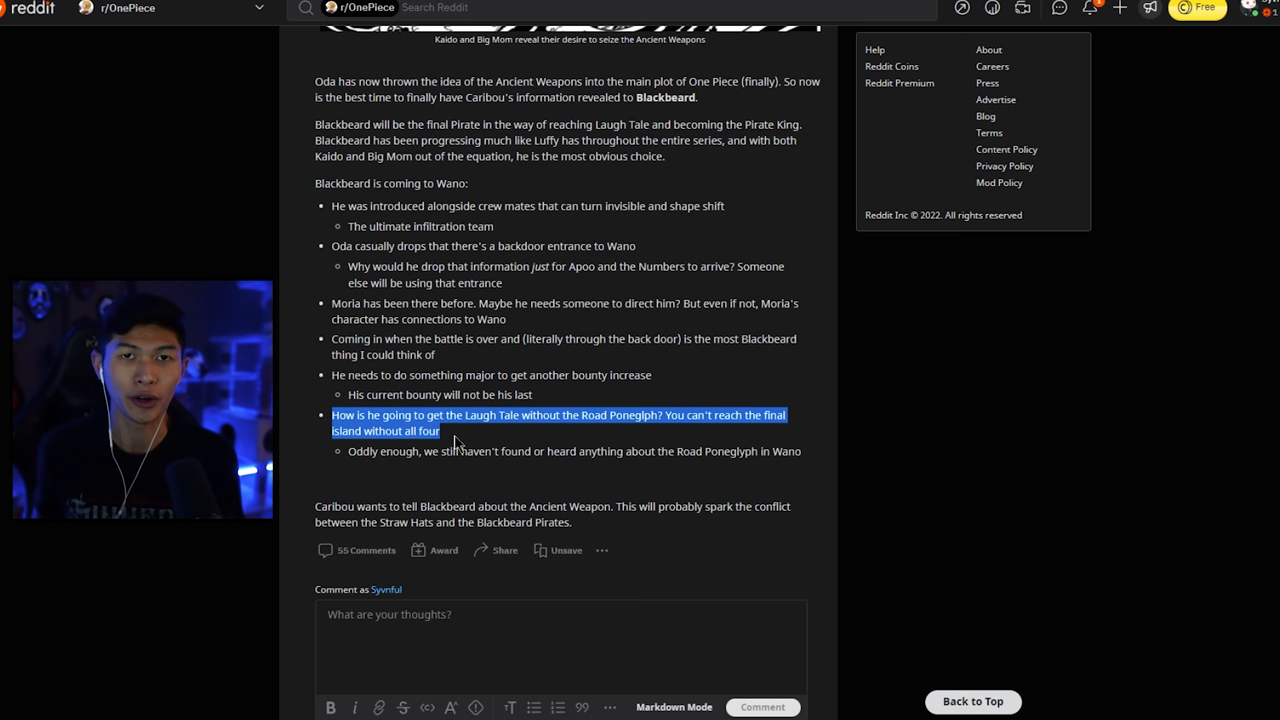 reddit
r/OnePiece
r/OnePiece
Search Reddit
1
Free
1
Kaido and Big Mom reveal their desire to seize the Ancient Weapons
Oda has now thrown the idea of the Ancient Weapons into the main plot of One Piece (finally). So now
is the best time to finally have Caribou's information revealed to Blackbeard.
Blackbeard will be the final Pirate in the way of reaching Laugh Tale and becoming the Pirate King.
Blackbeard has been progressing much like Luffy has throughout the entire series, and with both
Kaido and Big Mom out of the equation, he is the most obvious choice.
Blackbeard is coming to Wano:
• He was introduced alongside crew mates that can turn invisible and shape shift
◦ The ultimate infiltration team
• Oda casually drops that there's a backdoor entrance to Wano
◦ Why would he drop that information just for Apoo and the Numbers to arrive? Someone
else will be using that entrance
• Moria has been there before. Maybe he needs someone to direct him? But even if not, Moria's
character has connections to Wano
• Coming in when the battle is over and (literally through the back door) is the most Blackbeard
thing I could think of
• He needs to do something major to get another bounty increase
◦ His current bounty will not be his last
• How is he going to get the Laugh Tale without the Road Poneglph? You can't reach the final
island without all four
◦ Oddly enough, we still haven't found or heard anything about the Road Poneglyph in Wano
Caribou wants to tell Blackbeard about the Ancient Weapon. This will probably spark the conflict
between the Straw Hats and the Blackbeard Pirates.
55 Comments Award Share Unsave ...
Comment as Syvnful
What are your thoughts?
B i Markdown Mode Comment
Help About
Reddit Coins Careers
Reddit Premium Press
Advertise
Blog
Terms
Content Policy
Privacy Policy
Mod Policy
Reddit Inc © 2022. All rights reserved
Back to Top